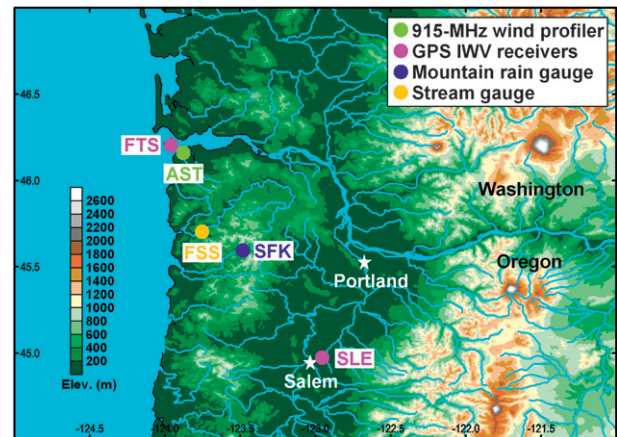 915-MHz wind profiler
GPS IWV receivers
Mountain rain gauge
Stream gauge
46.5
FTS
AST
46.0
Washington
2600
2400
2200
2000
1800
1600
1400
1200
1000
800
600
400
200
Elev. (m)
FSS
SFK
45.5
Portland
Oregon
45.0
SLE
Salem
-124.5
-124.0
-123.5
-123.0
-122.5
-122.0
-121.5